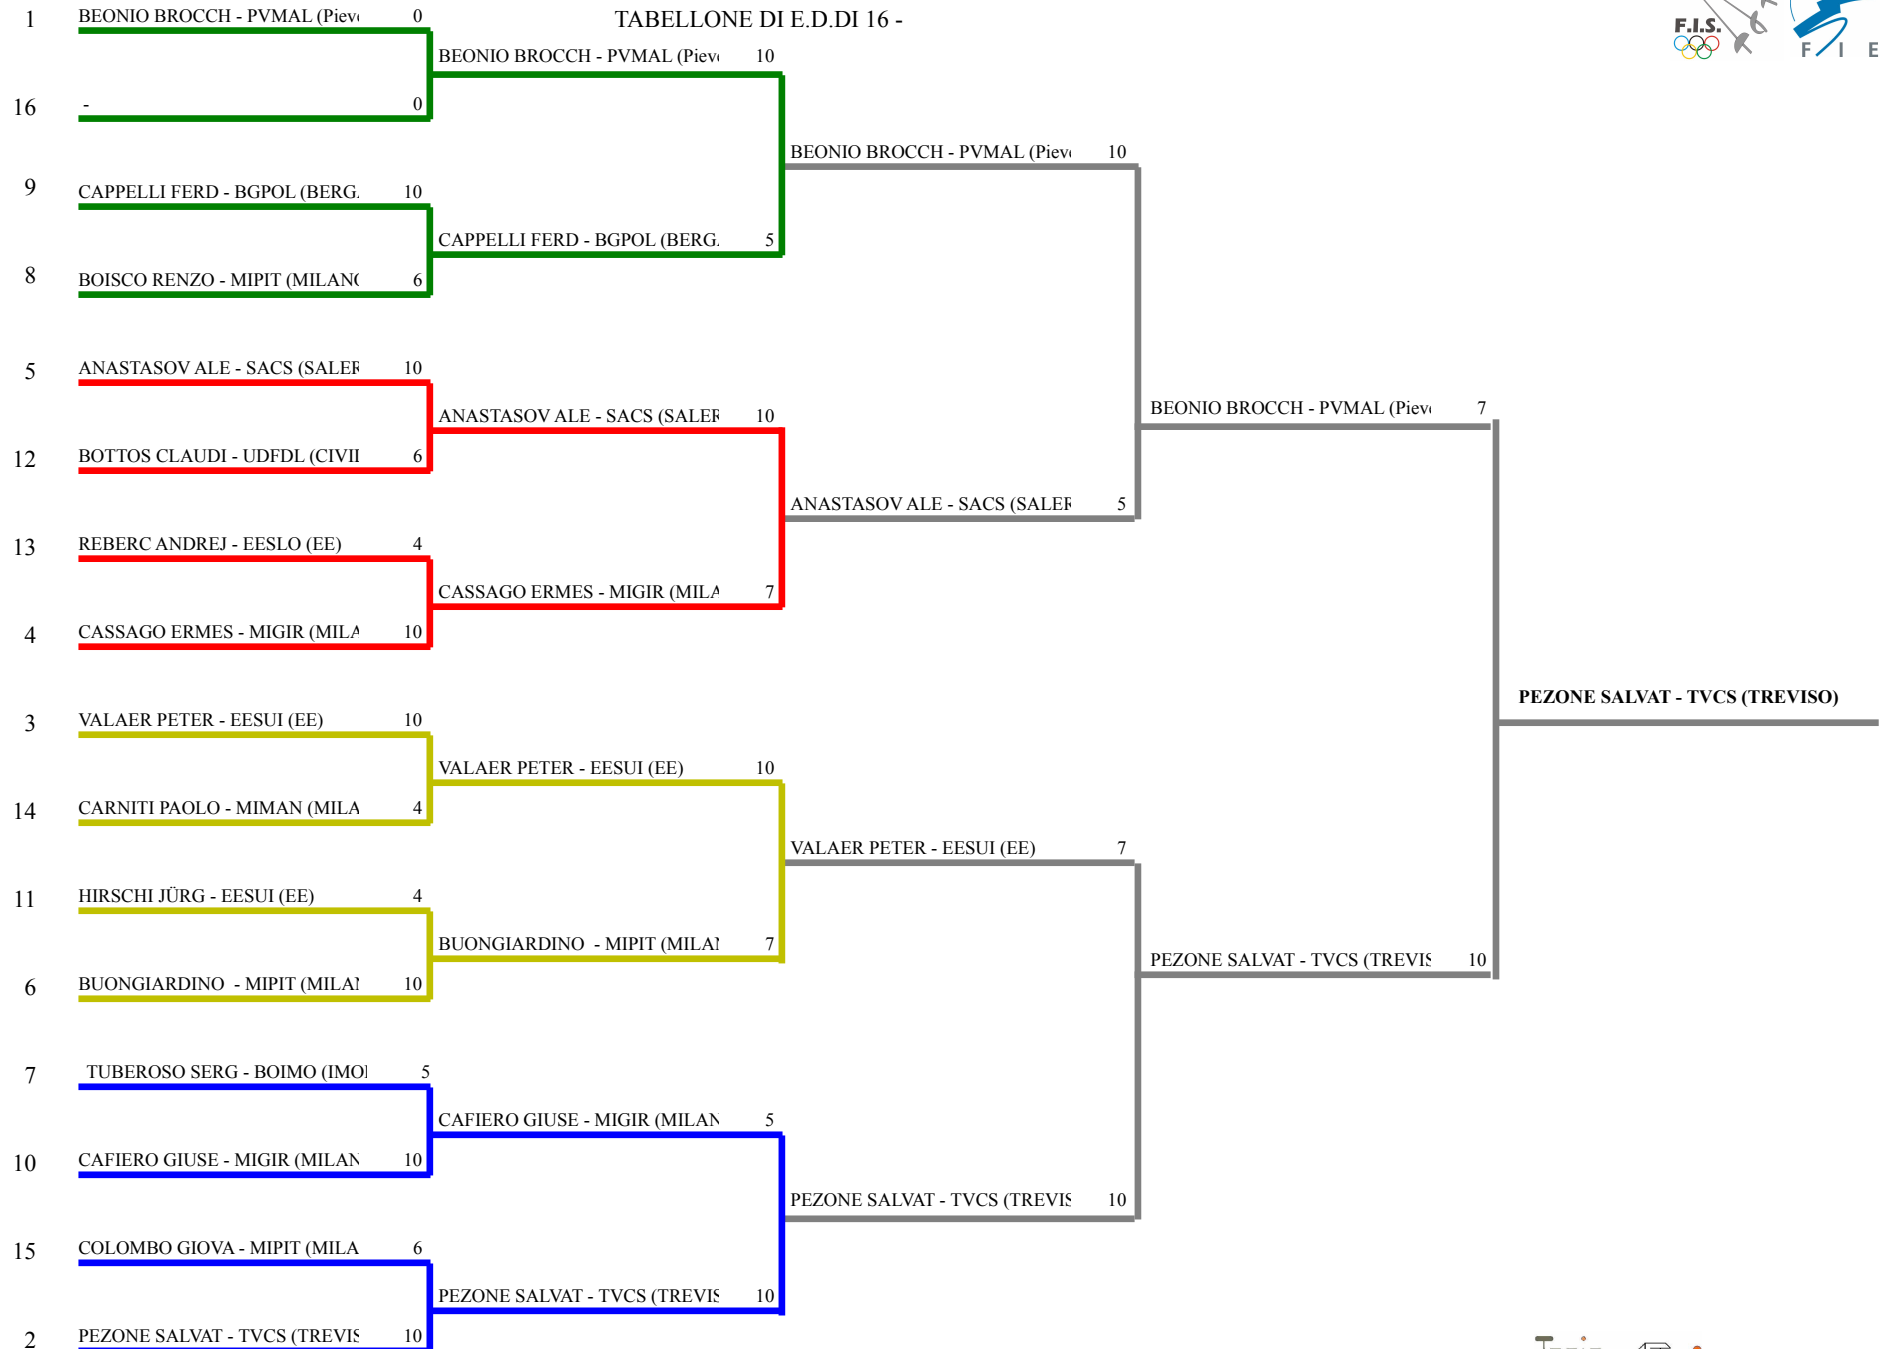 TABELLONE DI E.D.DI 16 -
F.I.S.
F I E
1 BEONIO BROCCH - PVMAL (Pieve 0
BEONIO BROCCH - PVMAL (Pieve 10
16 - 0
BEONIO BROCCH - PVMAL (Pieve 10
9 CAPPELLI FERD - BGPOL (BERG. 10
CAPPELLI FERD - BGPOL (BERG. 5
8 BOISCO RENZO - MIPIT (MILANO 6
5 ANASTASOV ALE - SACS (SALER 10
BEONIO BROCCH - PVMAL (Pieve 7
ANASTASOV ALE - SACS (SALER 10
12 BOTTOS CLAUDI - UDFDL (CIVII 6
ANASTASOV ALE - SACS (SALER 5
13 REBERC ANDREJ - EESLO (EE) 4
CASSAGO ERMES - MIGIR (MILA 7
4 CASSAGO ERMES - MIGIR (MILA 10
PEZONE SALVAT - TVCS (TREVISO)
3 VALAER PETER - EESUI (EE) 10
VALAER PETER - EESUI (EE) 10
14 CARNITI PAOLO - MIMAN (MILA 4
VALAER PETER - EESUI (EE) 7
11 HIRSCHI JÜRG - EESUI (EE) 4
BUONGIARDINO - MIPIT (MILAN 7
PEZONE SALVAT - TVCS (TREVIS 10
6 BUONGIARDINO - MIPIT (MILAN 10
7 TUBEROSO SERG - BOIMO (IMOI 5
CAFIERO GIUSE - MIGIR (MILAN 5
10 CAFIERO GIUSE - MIGIR (MILAN 10
PEZONE SALVAT - TVCS (TREVIS 10
15 COLOMBO GIOVA - MIPIT (MILA 6
PEZONE SALVAT - TVCS (TREVIS 10
2 PEZONE SALVAT - TVCS (TREVIS 10